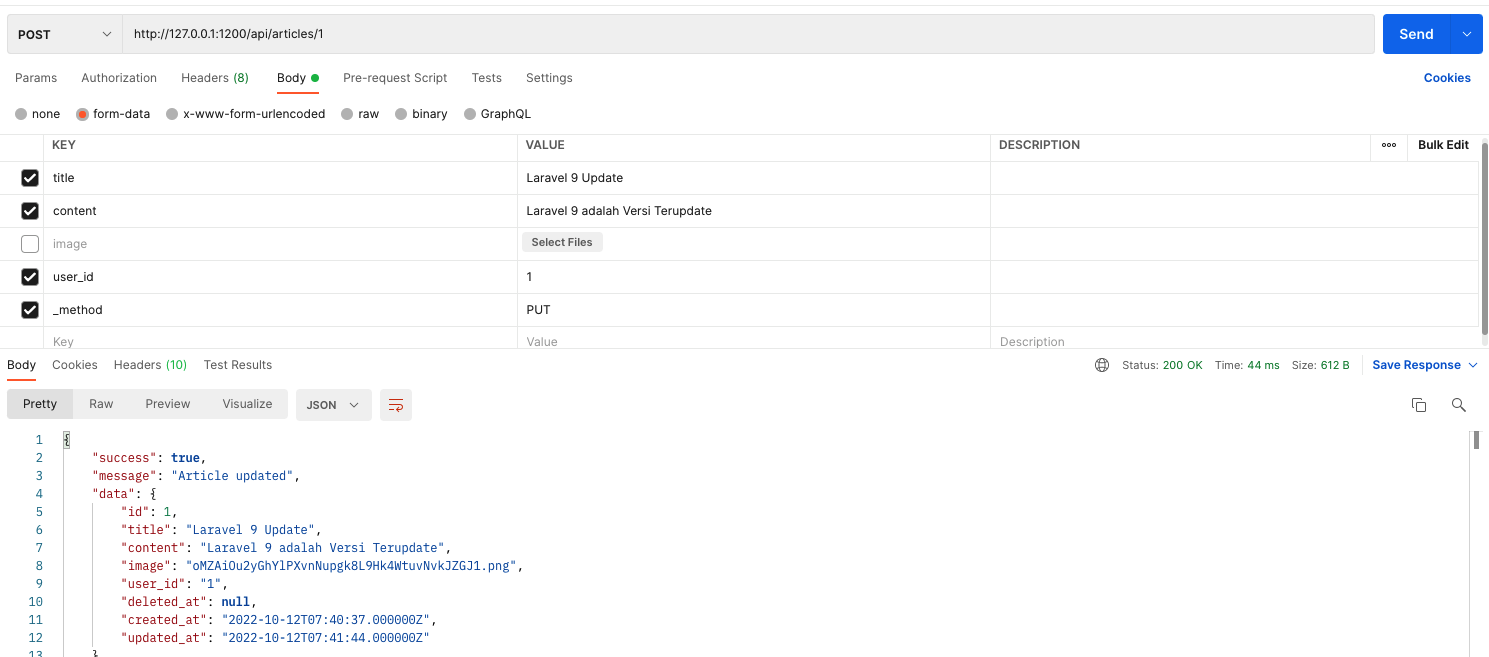 POST http://127.0.0.1:1200/api/articles/1 Send
Params Authorization Headers (8) Body Pre-request Script Tests Settings Cookies
none form-data x-www-form-urlencoded raw binary GraphQL
KEY VALUE DESCRIPTION ooo Bulk Edit
title Laravel 9 Update
content Laravel 9 adalah Versi Terupdate
image Select Files
user_id 1
_method PUT
Key Value Description
Body Cookies Headers (10) Test Results Status: 200 OK Time: 44 ms Size: 612 B Save Response
Pretty Raw Preview Visualize JSON
1 {
2 "success": true,
3 "message": "Article updated",
4 "data": {
5 "id": 1,
6 "title": "Laravel 9 Update",
7 "content": "Laravel 9 adalah Versi Terupdate",
8 "image": "oMZAiOu2yGhYlPXvnNupgk8L9Hk4WtuvNvkJZGJ1.png",
9 "user_id": "1",
10 "deleted_at": null,
11 "created_at": "2022-10-12T07:40:37.000000Z",
12 "updated_at": "2022-10-12T07:41:44.000000Z"
13 }